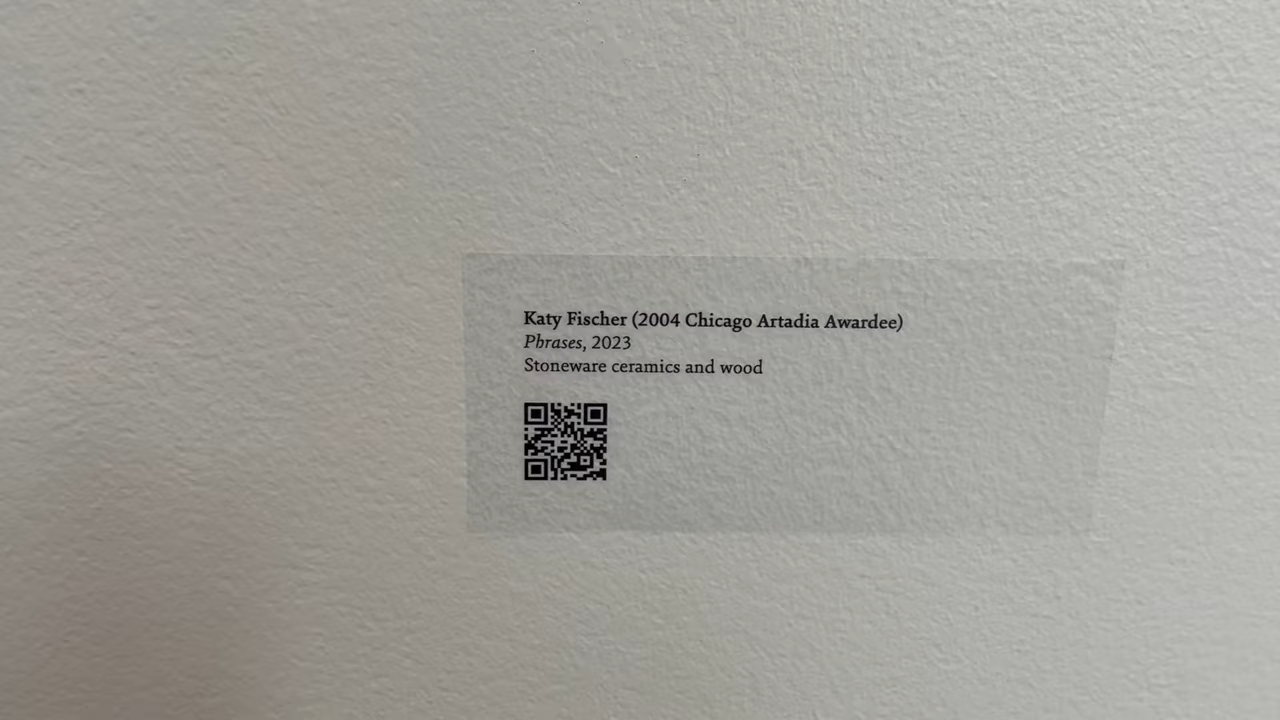 Katy Fischer (2004 Chicago Artadia Awardee)
Phrases, 2023
Stoneware ceramics and wood